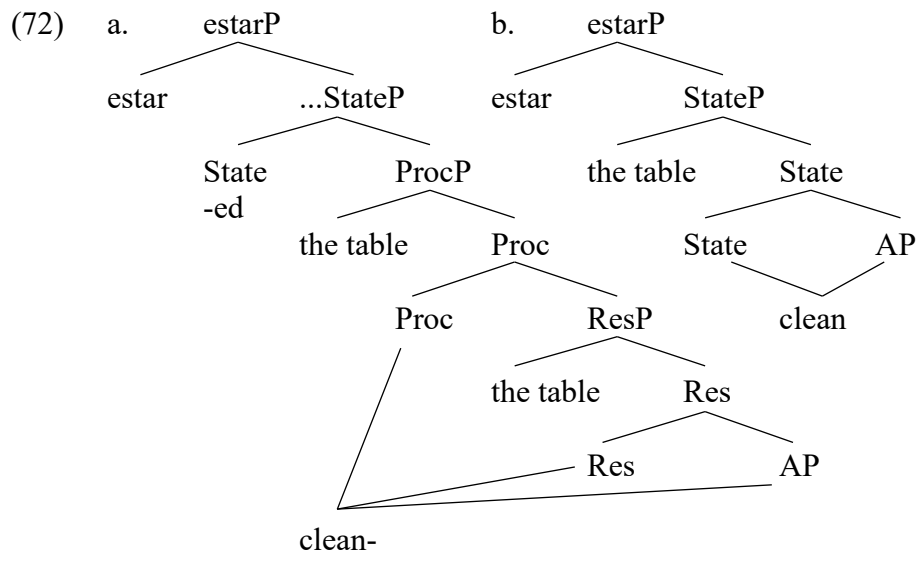 (72) a. estarP b. estarP
estar ...StateP estar StateP
State ProcP the table State
-ed
the table Proc State AP
Proc ResP clean
the table Res
Res AP
clean-